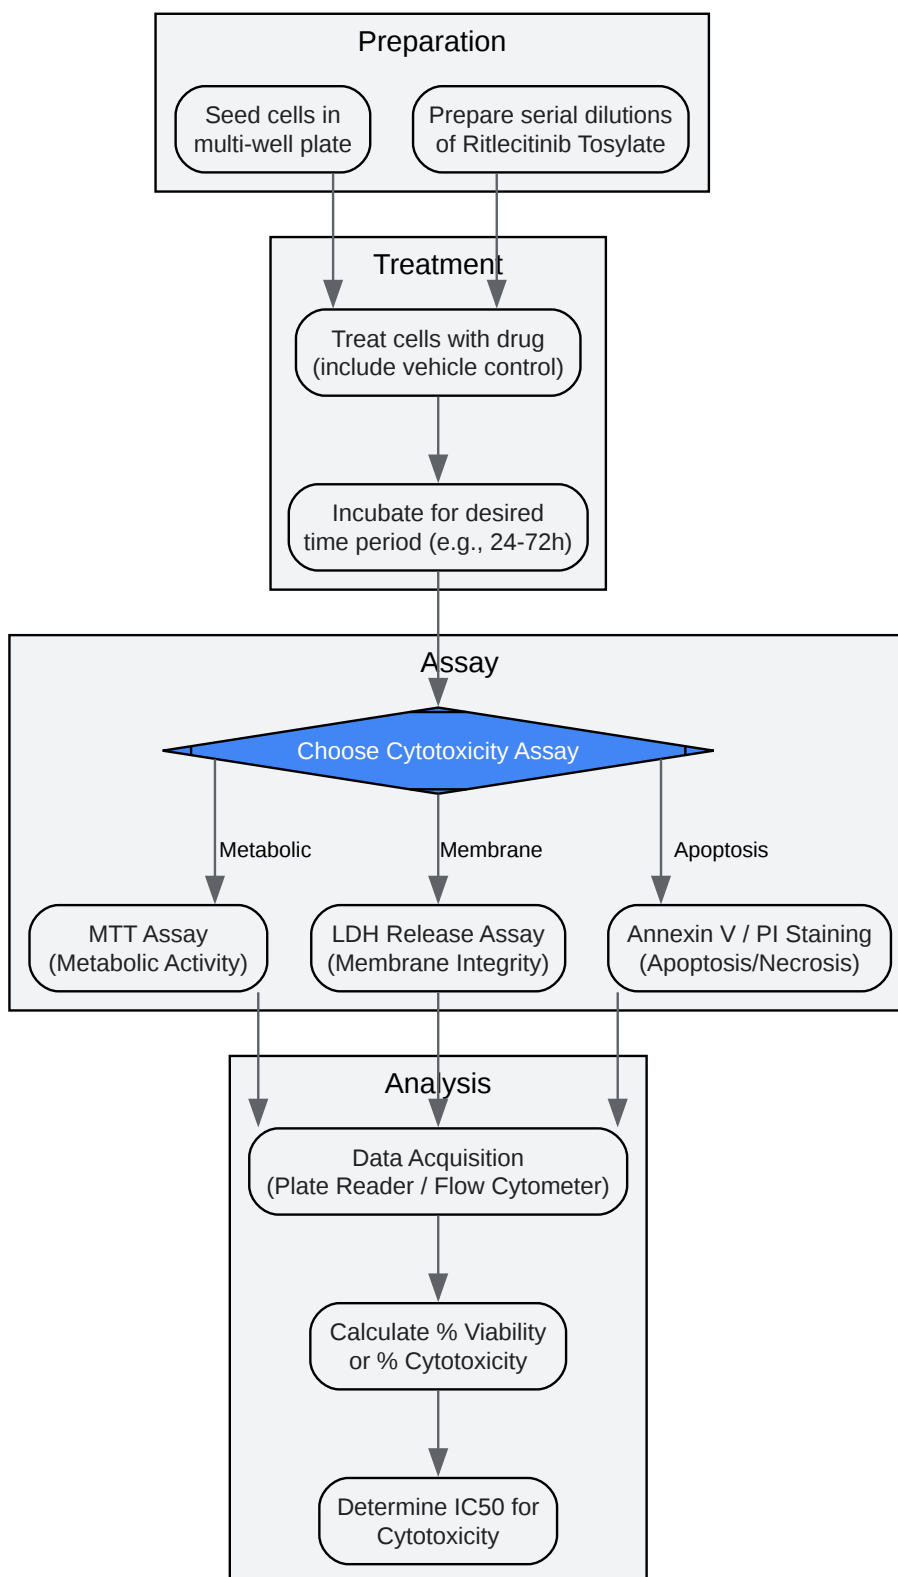 Preparation
Seed cells in
multi-well plate
Prepare serial dilutions
of Ritlecitinib Tosylate
Treatment
Treat cells with drug
(include vehicle control)
Incubate for desired
time period (e.g., 24-72h)
Assay
Choose Cytotoxicity Assay
Metabolic
Membrane
Apoptosis
MTT Assay
(Metabolic Activity)
LDH Release Assay
(Membrane Integrity)
Annexin V / PI Staining
(Apoptosis/Necrosis)
Analysis
Data Acquisition
(Plate Reader / Flow Cytometer)
Calculate % Viability
or % Cytotoxicity
Determine IC50 for
Cytotoxicity